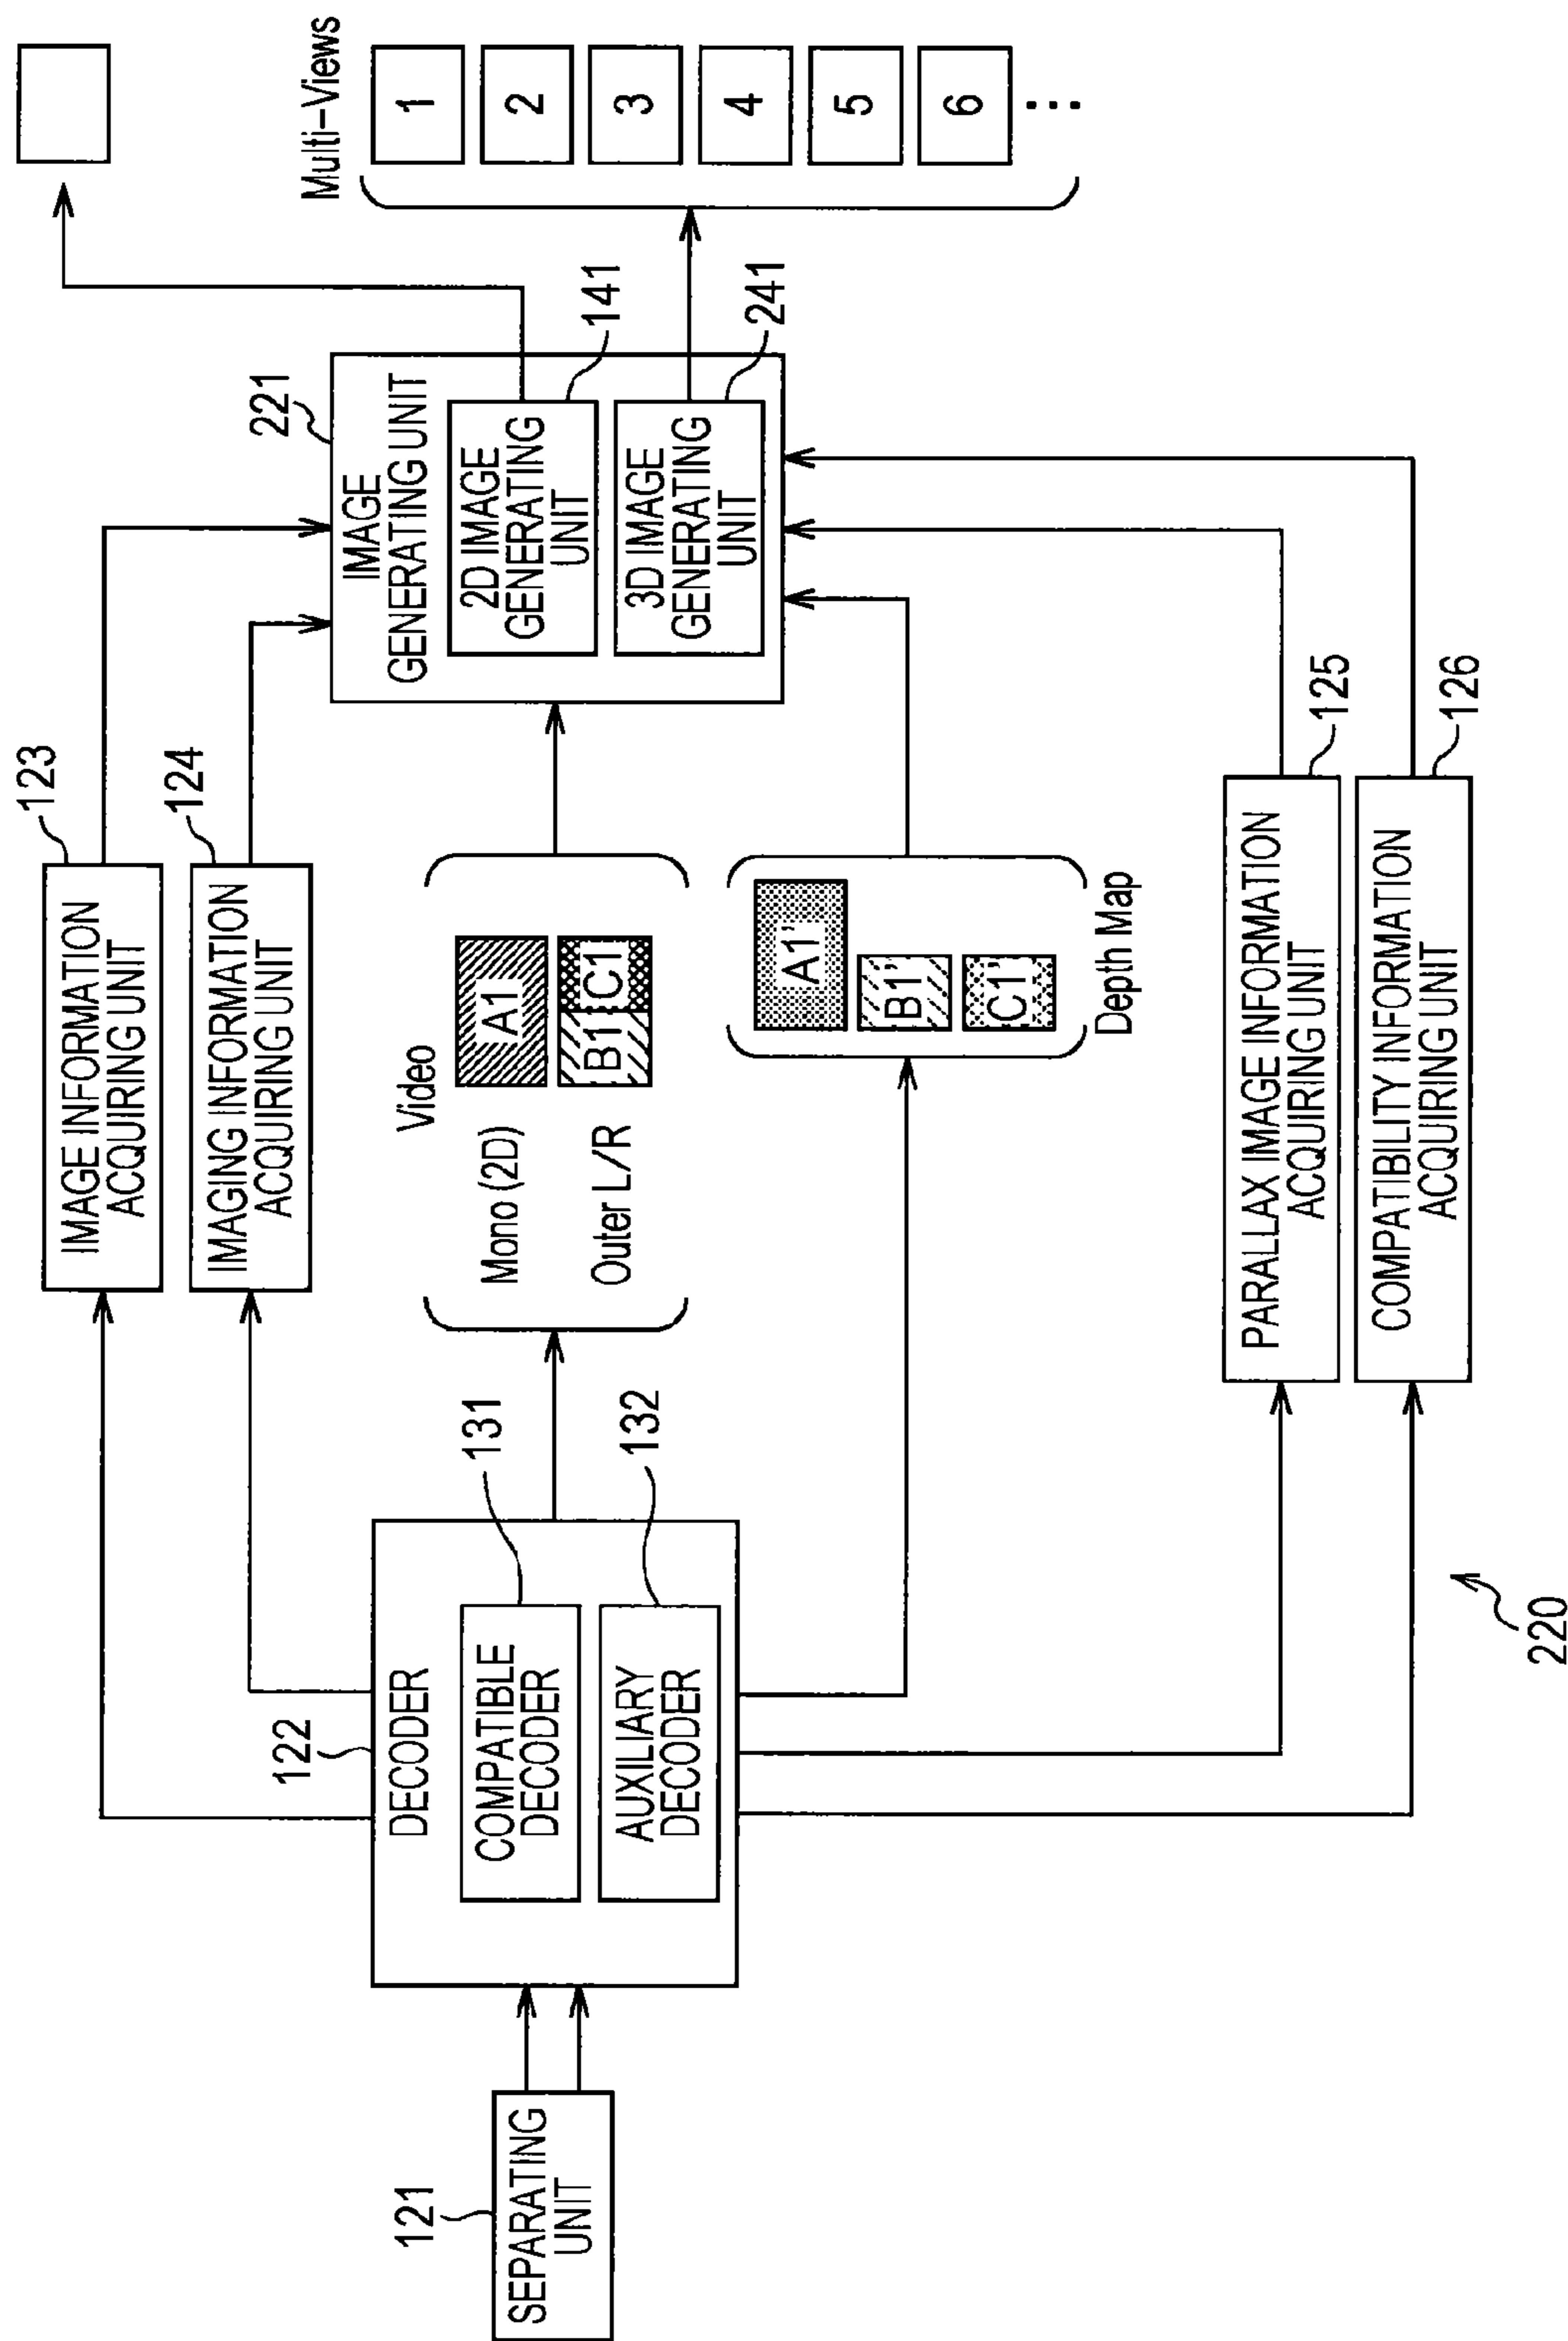 123
IMAGE INFORMATION
ACQUIRING UNIT
124
IMAGING INFORMATION
ACQUIRING UNIT
221
IMAGE
GENERATING UNIT
2D IMAGE
GENERATING
UNIT
141
3D IMAGE
GENERATING
UNIT
241
Multi-Views
1
2
3
4
5
6
⋮
122
DECODER
COMPATIBLE
DECODER
131
AUXILIARY
DECODER
132
121
SEPARATING
UNIT
Video
Mono (2D)
A1
Outer L/R
B1
C1
A1'
B1'
C1'
Depth Map
125
PARALLAX IMAGE INFORMATION
ACQUIRING UNIT
126
COMPATIBILITY INFORMATION
ACQUIRING UNIT
220